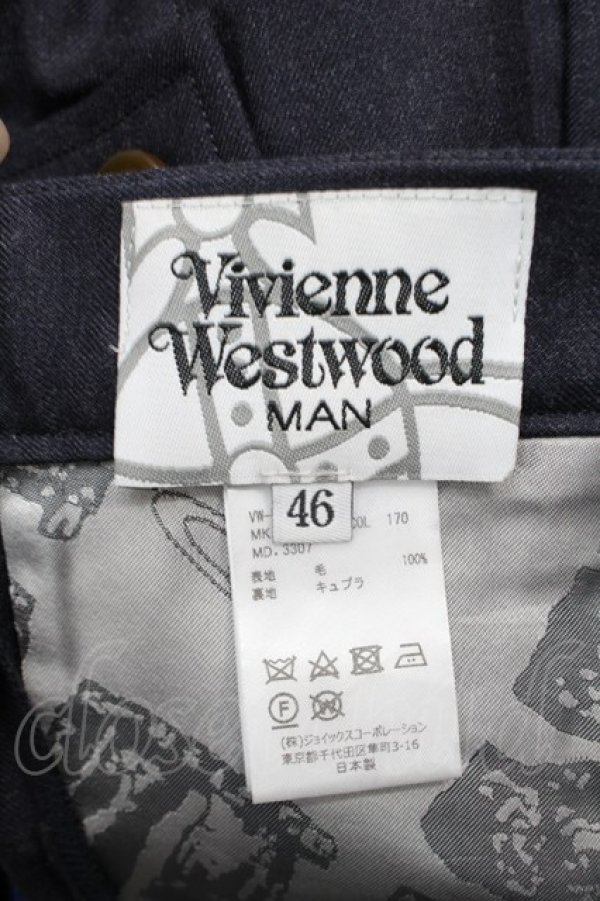 Vivienne
Westwood
MAN
46
VW-
COL 170
MK
MD.3307
表地 毛 100%
裏地 キュプラ
F
W
(株)ジョイックスコーポレーション
東京都千代田区隼町3-16
日本製